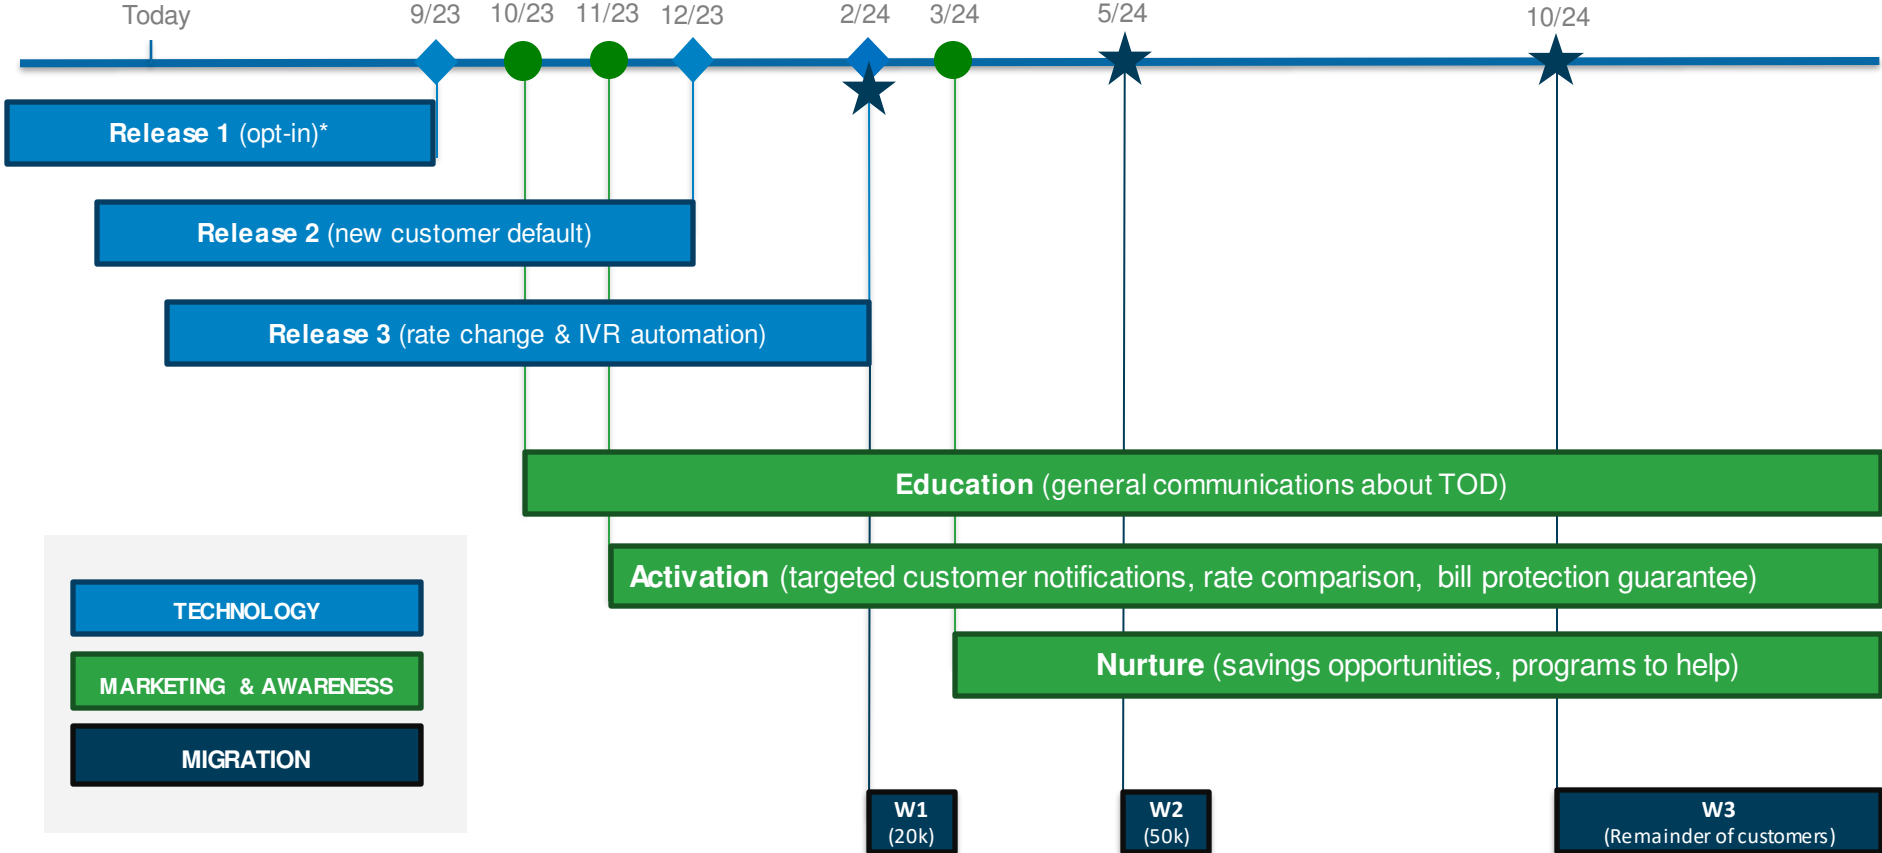 Today 9/23 10/23 11/23 12/23 2/24 3/24 5/24 10/24
Release 1 (opt-in)*
Release 2 (new customer default)
Release 3 (rate change & IVR automation)
Education (general communications about TOD)
Activation (targeted customer notifications, rate comparison, bill protection guarantee)
Nurture (savings opportunities, programs to help)
TECHNOLOGY
MARKETING & AWARENESS
MIGRATION
W1
(20k)
W2
(50k)
W3
(Remainder of customers)